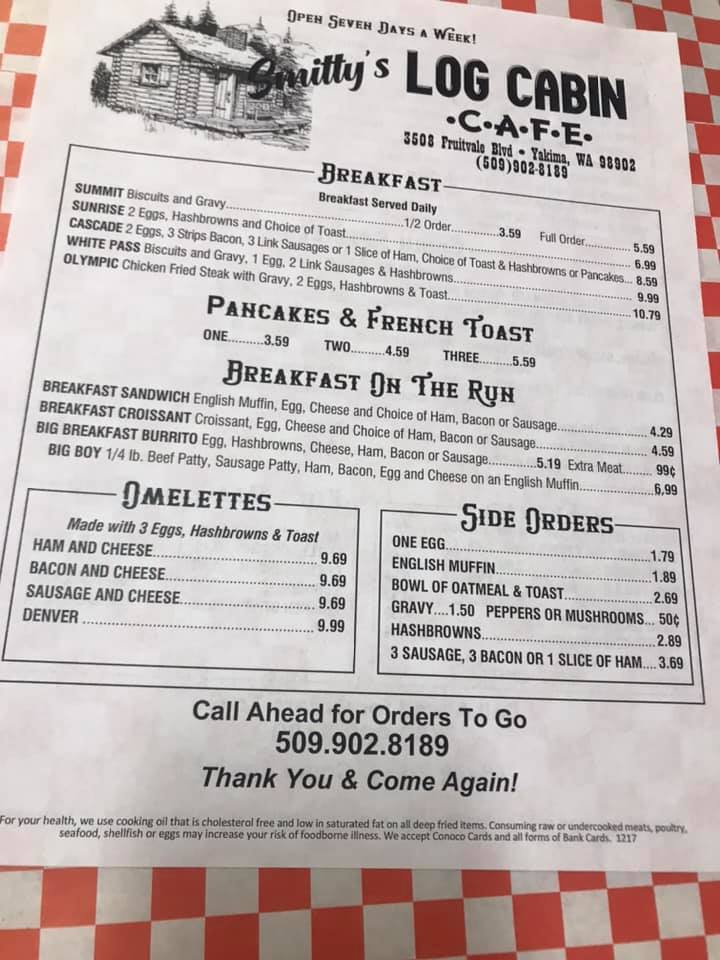 OPEN SEVEN DAYS A WEEK!
Smitty's LOG CABIN
•C•A•F•E•
3508 Fruitvale Blvd • Yakima, WA 98902
(509)902-8189
BREAKFAST
Breakfast Served Daily
SUMMIT Biscuits and Gravy..........1/2 Order..........3.59 Full Order..........5.59
SUNRISE 2 Eggs, Hashbrowns and Choice of Toast..........6.99
CASCADE 2 Eggs, 3 Strips Bacon, 3 Link Sausages or 1 Slice of Ham, Choice of Toast & Hashbrowns or Pancakes... 8.59
WHITE PASS Biscuits and Gravy, 1 Egg, 2 Link Sausages & Hashbrowns..........9.99
OLYMPIC Chicken Fried Steak with Gravy, 2 Eggs, Hashbrowns & Toast..........10.79
PANCAKES & FRENCH TOAST
ONE.........3.59 TWO.........4.59 THREE.........5.59
BREAKFAST ON THE RUN
BREAKFAST SANDWICH English Muffin, Egg, Cheese and Choice of Ham, Bacon or Sausage..........4.29
BREAKFAST CROISSANT Croissant, Egg, Cheese and Choice of Ham, Bacon or Sausage..........4.59
BIG BREAKFAST BURRITO Egg, Hashbrowns, Cheese, Ham, Bacon or Sausage..........5.19 Extra Meat........ 99¢
BIG BOY 1/4 lb. Beef Patty, Sausage Patty, Ham, Bacon, Egg and Cheese on an English Muffin..........6.99
OMELETTES
Made with 3 Eggs, Hashbrowns & Toast
HAM AND CHEESE..........9.69
BACON AND CHEESE..........9.69
SAUSAGE AND CHEESE..........9.69
DENVER ..........9.99
SIDE ORDERS
ONE EGG..........1.79
ENGLISH MUFFIN..........1.89
BOWL OF OATMEAL & TOAST..........2.69
GRAVY....1.50 PEPPERS OR MUSHROOMS... 50¢
HASHBROWNS..........2.89
3 SAUSAGE, 3 BACON OR 1 SLICE OF HAM....3.69
Call Ahead for Orders To Go
509.902.8189
Thank You & Come Again!
For your health, we use cooking oil that is cholesterol free and low in saturated fat on all deep fried items. Consuming raw or undercooked meats, poultry,
seafood, shellfish or eggs may increase your risk of foodborne illness. We accept Conoco Cards and all forms of Bank Cards. 1217